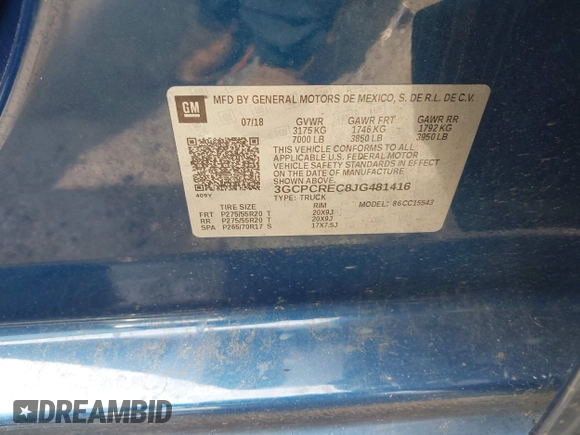 GM
MFD BY GENERAL MOTORS DE MEXICO, S. DE R.L. DE C.V.
07/18 GVWR GAWR FRT GAWR RR
3175 KG 1746 KG 1792 KG
7000 LB 3850 LB 3950 LB
THIS VEHICLE CONFORMS TO ALL
APPLICABLE U.S. FEDERAL MOTOR
VEHICLE SAFETY STANDARDS IN EFFECT
ON THE DATE OF MANUFACTURE SHOWN ABOVE.
3GCPCREC8JG481416
409Y
TYPE: TRUCK
TIRE SIZE RIM 86CC15543
FRT P275/55R20 T 20X9J
RR P275/55R20 T 20X9J
SPA P265/70R17 S 17X7.5J
DREAMBID